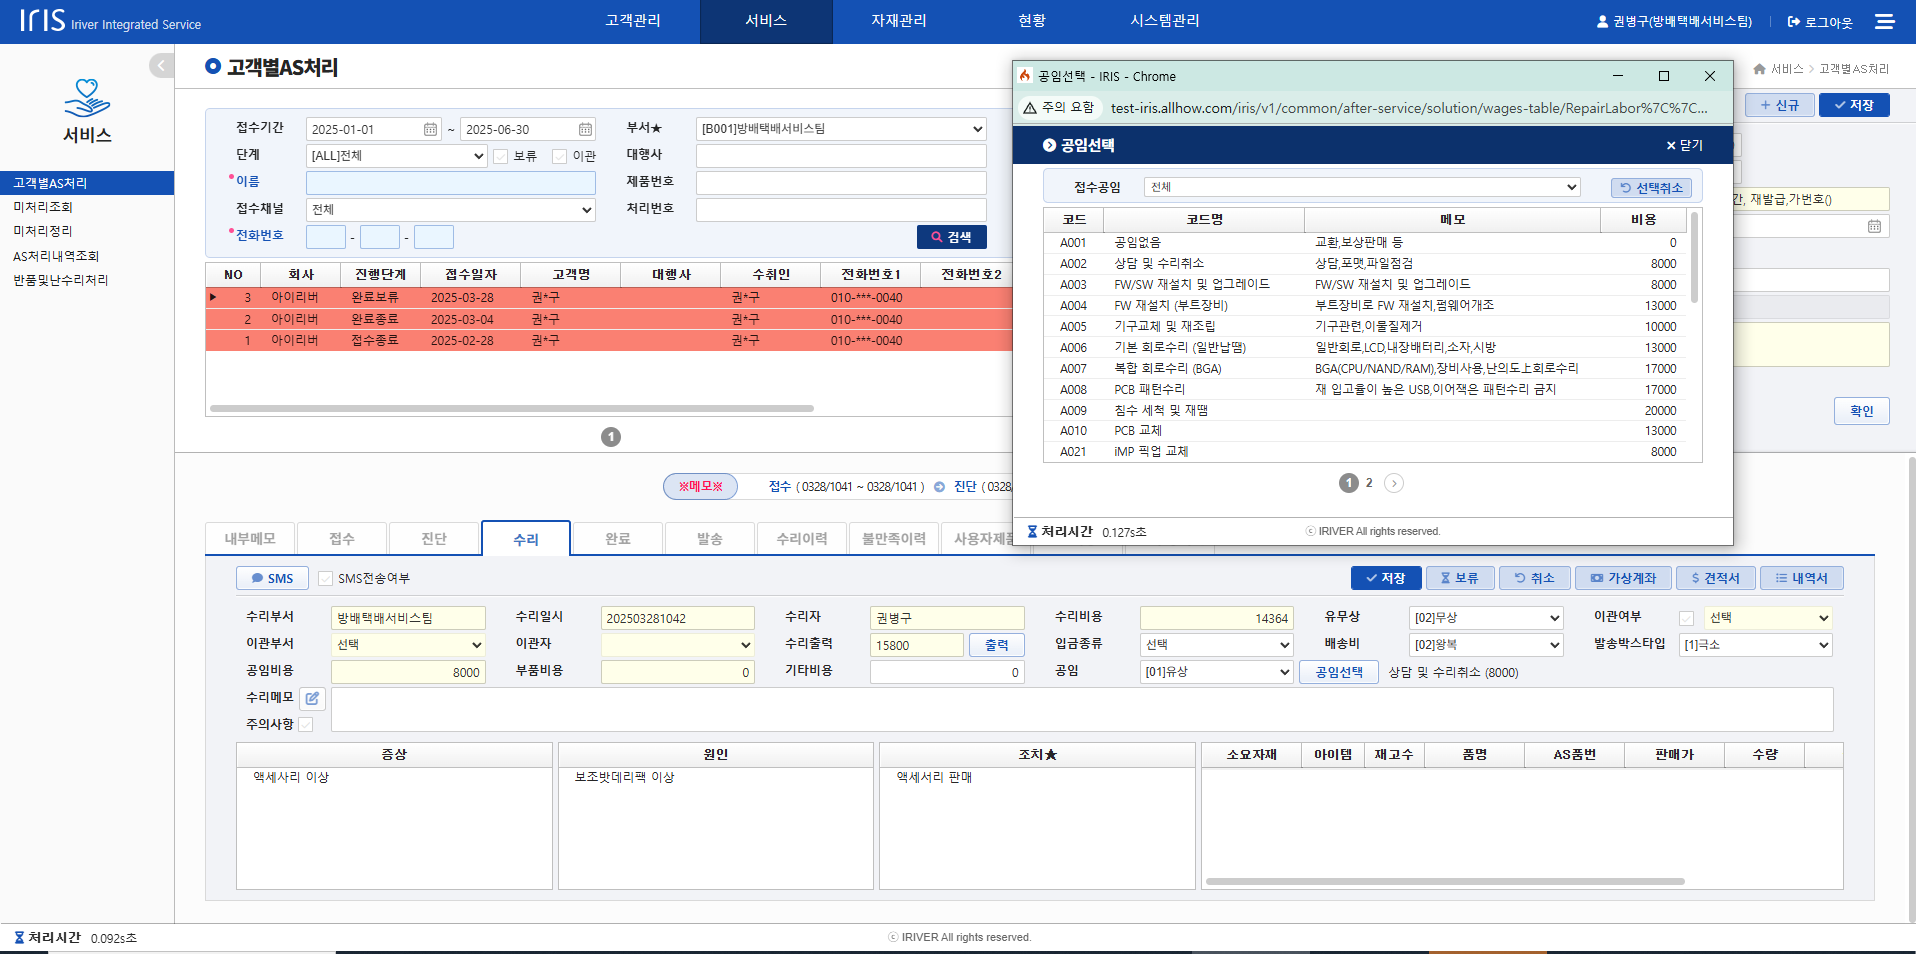 IRIS Iriver Integrated Service
고객관리 서비스 자재관리 현황 시스템관리
권병구(방배택배서비스팀) 로그아웃
서비스
고객별AS처리
미처리조회
미처리정리
AS처리내역조회
반품및난수리처리
고객별AS처리
서비스 > 고객별AS처리
+ 신규 저장
접수기간 2025-01-01 ~ 2025-06-30 부서★ [B001]방배택배서비스팀
단계 [ALL]전체 보류 이관 대행사
*이름 제품번호
접수채널 전체 처리번호
*전화번호 - - 검색
NO 회사 진행단계 접수일자 고객명 대행사 수취인 전화번호1 전화번호2
3 아이리버 완료보류 2025-03-28 권*구 권*구 010-***-0040
2 아이리버 완료종료 2025-03-04 권*구 권*구 010-***-0040
1 아이리버 접수종료 2025-02-28 권*구 권*구 010-***-0040
1
공임선택 - IRIS - Chrome
주의 요함 test-iris.allhow.com/iris/v1/common/after-service/solution/wages-table/RepairLabor%7C%7C...
공임선택 × 닫기
접수공임 전체 선택취소
코드 코드명 메모 비용
A001 공임없음 교환,보상판매 등 0
A002 상담 및 수리취소 상담,포맷,파일점검 8000
A003 FW/SW 재설치 및 업그레이드 FW/SW 재설치 및 업그레이드 8000
A004 FW 재설치 (부트장비) 부트장비로 FW 재설치,펌웨어개조 13000
A005 기구교체 및 재조립 기구관련,이물질제거 10000
A006 기본 회로수리 (일반납땜) 일반회로,LCD,내장배터리,소자,시방 13000
A007 복합 회로수리 (BGA) BGA(CPU/NAND/RAM),장비사용,난의도상회로수리 17000
A008 PCB 패턴수리 재 입고율이 높은 USB,이어잭은 패턴수리 금지 17000
A009 침수 세척 및 재땜 20000
A010 PCB 교체 13000
A021 iMP 픽업 교체 8000
1 2 >
처리시간 0.127s초 ⓒ IRIVER All rights reserved.
간, 재발급,가번호()
확인
※메모※ 접수 ( 0328/1041 ~ 0328/1041 ) 진단 ( 0328/
내부메모 접수 진단 수리 완료 발송 수리이력 불만족이력 사용자제품
SMS SMS전송여부 저장 보류 취소 가상계좌 $ 견적서 내역서
수리부서 방배택배서비스팀 수리일시 202503281042 수리자 권병구 수리비용 14364 유무상 [02]무상 이관여부 선택
이관부서 선택 이관자 수리출력 15800 출력 입금종류 선택 배송비 [02]왕복 발송박스타입 [1]극소
공임비용 8000 부품비용 0 기타비용 0 공임 [01]유상 공임선택 상담 및 수리취소 (8000)
수리메모
주의사항
증상 원인 조치★ 소요자재 아이템 재고수 품명 AS품번 판매가 수량
액세사리 이상 보조밧데리팩 이상 액세서리 판매
처리시간 0.092s초 ⓒ IRIVER All rights reserved.